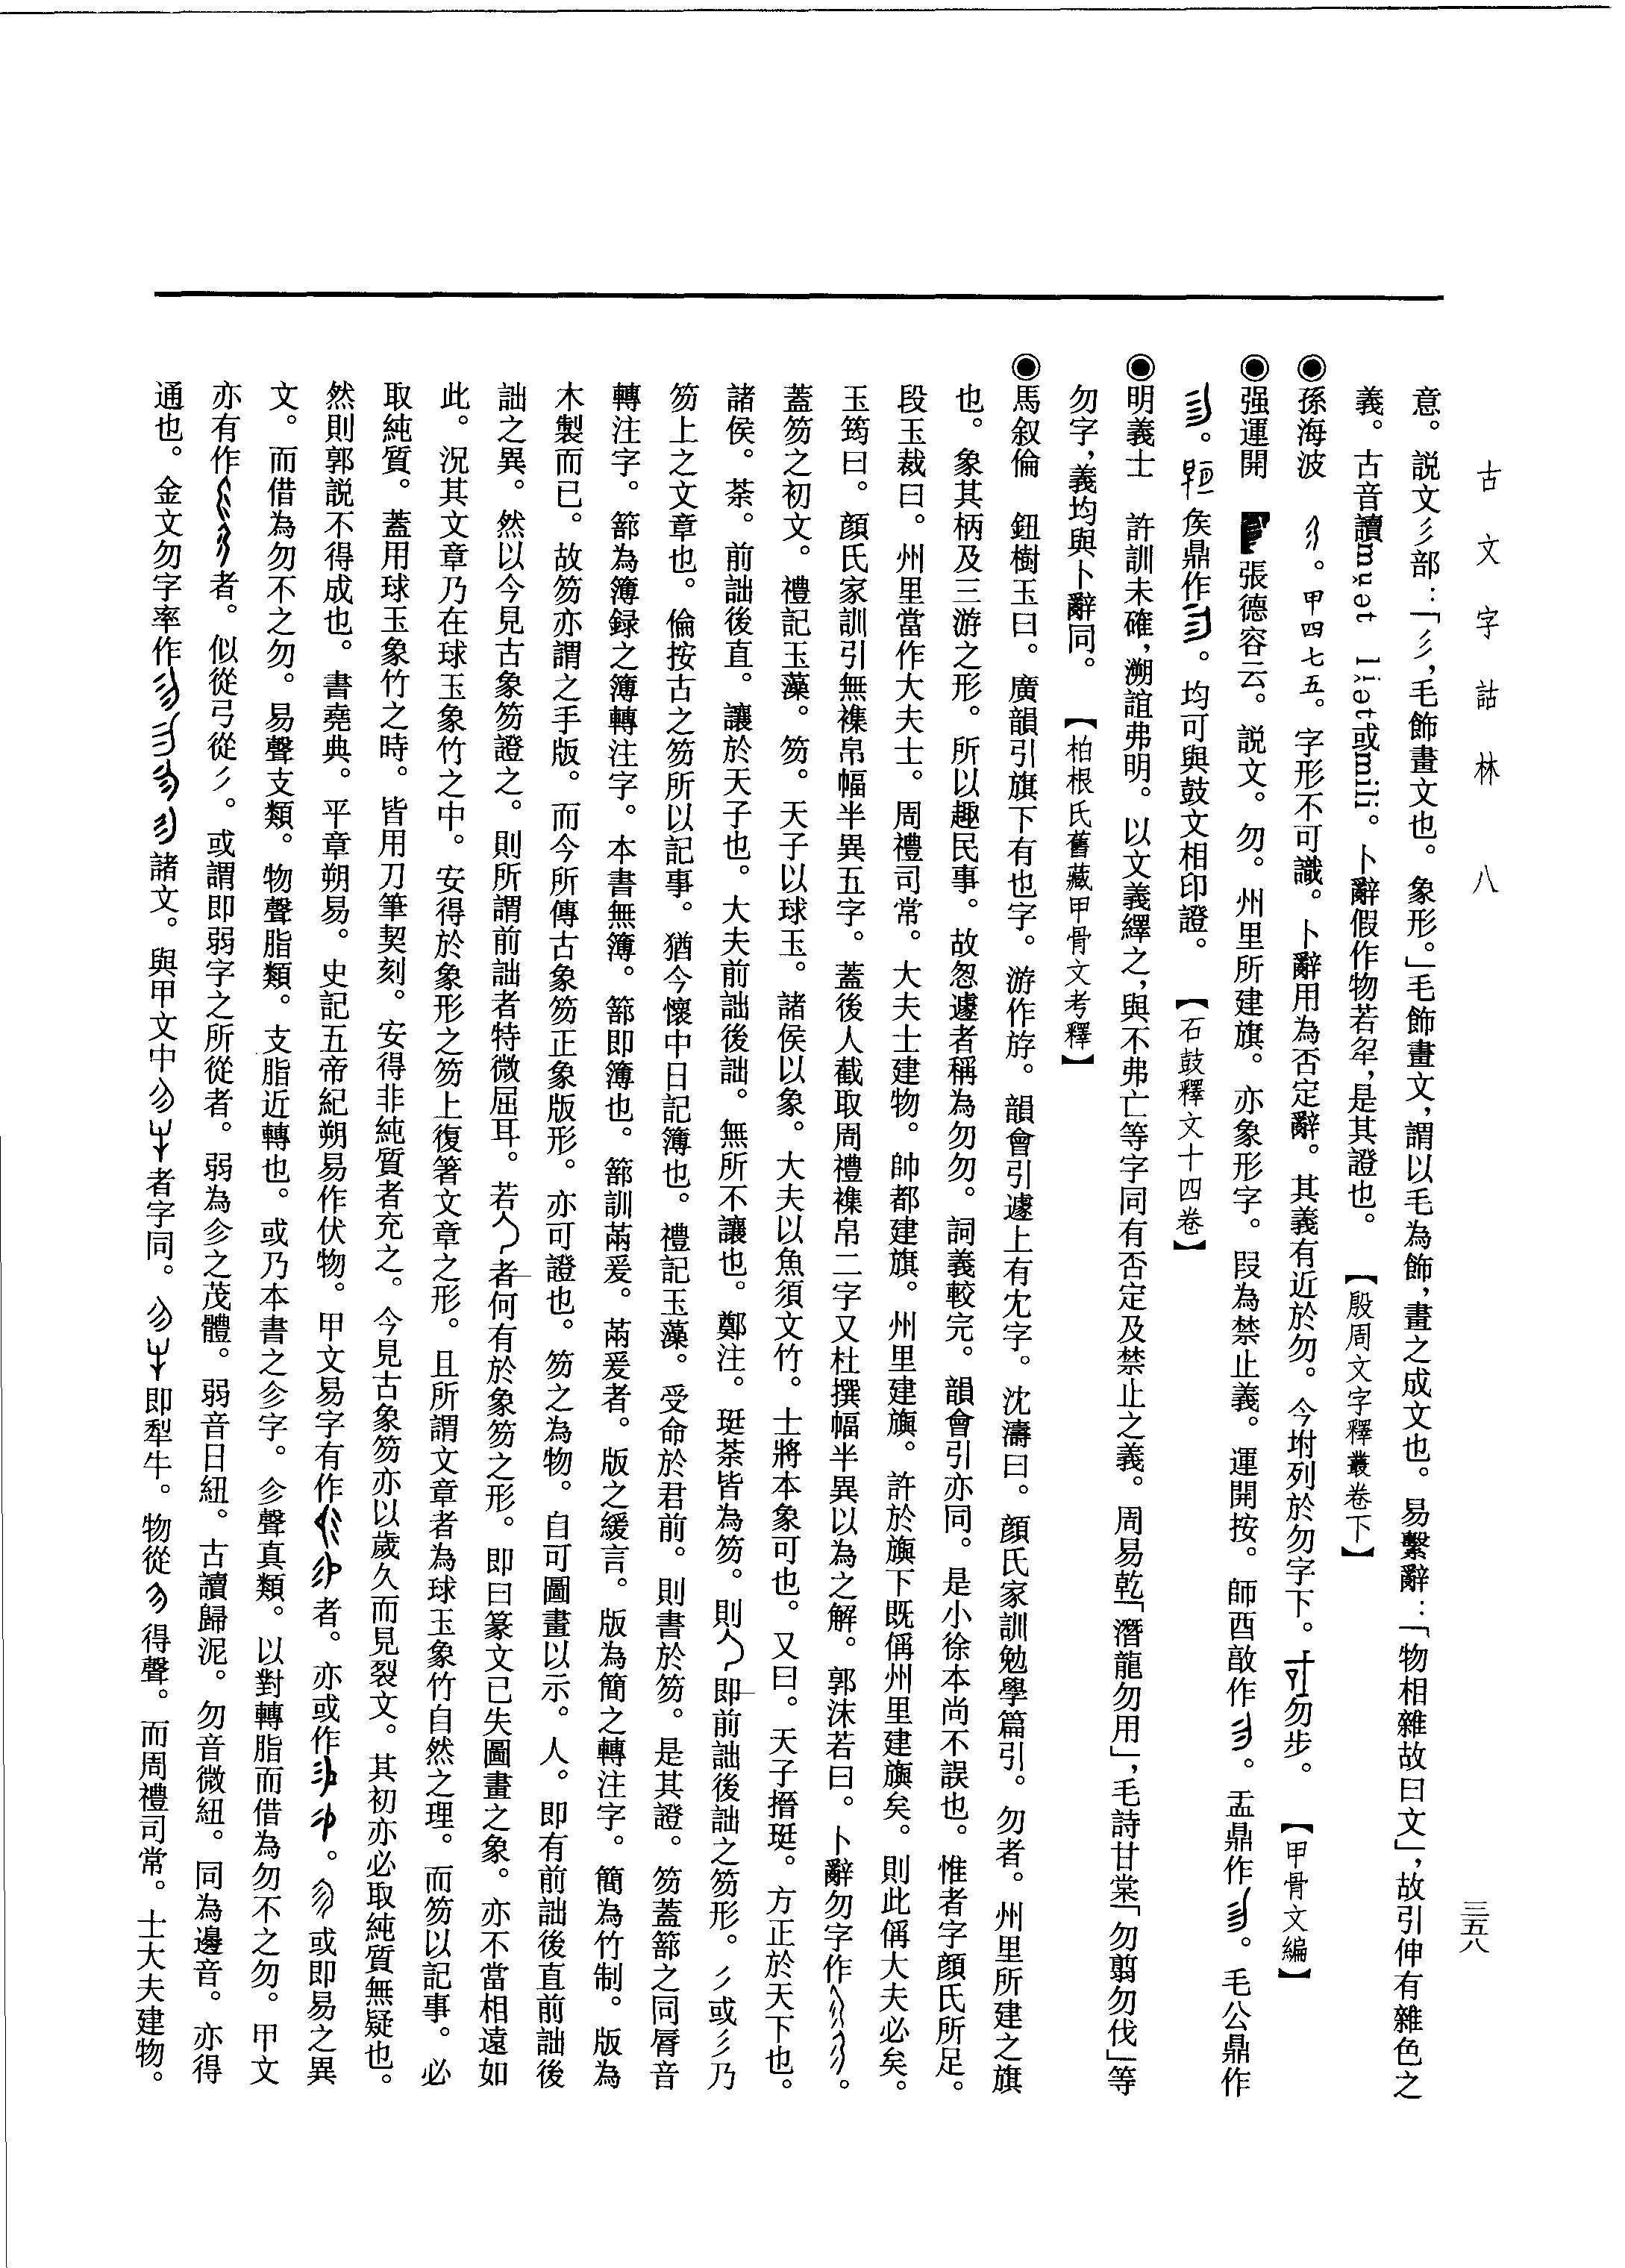 古文字詁林 八
三五八
意。説文彡部：「彡，毛飾畫文也。象形。」毛飾畫文，謂以毛為飾，畫之成文也。易繫辭：「物相雜故曰文」，故引伸有雜色之
義。古音讀mu̯ət li̯et或mili。卜辭假作物若犂，是其證也。 【殷周文字釋叢卷下】
◉孫海波 。甲四七五。字形不可識。卜辭用為否定辭。其義有近於勿。今坿列於勿字下。勿步。 【甲骨文編】
◉强運開 張德容云。説文。勿。州里所建旗。亦象形字。叚為禁止義。運開按。師酉敃作。盂鼎作。毛公鼎作
。矦鼎作。均可與鼓文相印證。 【石鼓釋文十四卷】
◉明義士 許訓未確，溯誼弗明。以文義繹之，與不弗亡等字同有否定及禁止之義。周易乾「潛龍勿用」，毛詩甘棠「勿翦勿伐」等
勿字，義均與卜辭同。 【柏根氏舊藏甲骨文考釋】
◉馬叙倫 鈕樹玉曰。廣韻引旗下有也字。游作斿。韻會引遽上有冘字。沈濤曰。顔氏家訓勉學篇引。勿者。州里所建之旗
也。象其柄及三游之形。所以趣民事。故怱遽者稱為勿勿。詞義較完。韻會引亦同。是小徐本尚不誤也。惟者字顔氏所足。
段玉裁曰。州里當作大夫士。周禮司常。大夫士建物。帥都建旗。州里建旟。許於旟下既偁州里建旟矣。則此偁大夫必矣。
玉筠曰。顔氏家訓引無襍帛幅半異五字。蓋後人截取周禮襍帛二字又杜撰幅半異以為之解。郭沫若曰。卜辭勿字作。
蓋笏之初文。禮記玉藻。笏。天子以球玉。諸侯以象。大夫以魚須文竹。士將本象可也。又曰。天子搢珽。方正於天下也。
諸侯。荼。前詘後直。讓於天子也。大夫前詘後詘。無所不讓也。鄭注。珽荼皆為笏。則即前詘後詘之笏形。彡或彡乃
笏上之文章也。倫按古之笏所以記事。猶今懷中日記簿也。禮記玉藻。受命於君前。則書於笏。是其證。笏蓋篰之同脣音
轉注字。篰為簿録之簿轉注字。本書無簿。篰即簿也。篰訓㒼爰。㒼爰者。版之緩言。版為簡之轉注字。簡為竹制。版為
木製而已。故笏亦謂之手版。而今所傳古象笏正象版形。亦可證也。笏之為物。自可圖畫以示。人。即有前詘後直前詘後
詘之異。然以今見古象笏證之。則所謂前詘者特微屈耳。若者何有於象笏之形。即曰篆文已失圖畫之象。亦不當相遠如
此。況其文章乃在球玉象竹之中。安得於象形之笏上復箸文章之形。且所謂文章者為球玉象竹自然之理。而笏以記事。必
取純質。蓋用球玉象竹之時。皆用刀筆契刻。安得非純質者充之。今見古象笏亦以歲久而見裂文。其初亦必取純質無疑也。
然則郭説不得成也。書堯典。平章朔易。史記五帝紀朔易作伏物。甲文易字有作者。亦或作。或即易之異
文。而借為勿不之勿。易聲支類。物聲脂類。支脂近轉也。或乃本書之㐱字。㐱聲真類。以對轉脂而借為勿不之勿。甲文
亦有作者。似從弓從彡。或謂即弱字之所從者。弱為㐱之茂體。弱音日紐。古讀歸泥。勿音微紐。同為邊音。亦得
通也。金文勿字率作諸文。與甲文中者字同。即犁牛。物從得聲。而周禮司常。士大夫建物。